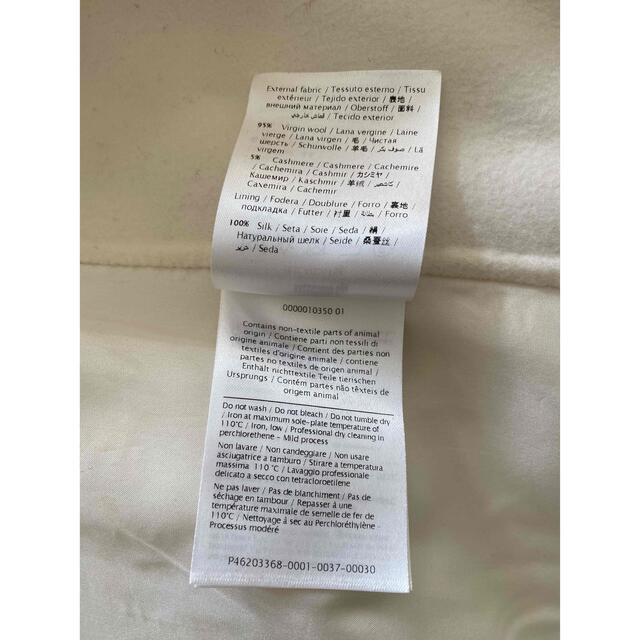 External fabric / Tessuto esterno / Tissu
extérieur / Tejido exterior / 表地 /
внешний материал / Oberstoff / 面料 /
قماش خارجي / Tecido exterior
95% Virgin wool / Lana vergine / Laine
vierge / Lana virgen / 毛 / Чистая
шерсть / Schurwolle / 羊毛 / صوف بكر / Lã
virgem
5% Cashmere / Cashmere / Cachemire
/ Cachemira / Cashmir / カシミヤ /
Кашемир / Kaschmir / 羊绒 / كاشمير /
Caxemira / Cachemir
Lining / Fodera / Doublure / Forro / 裏地 /
подкладка / Futter / 衬里 / بطانة / Forro
100% Silk / Seta / Soie / Seda / 絹 /
Натуральный шелк / Seide / 桑蚕丝 /
حرير / Seda
0000010350 01
Contains non-textile parts of animal
origin / Contiene parti non tessili di
origine animale / Contient des parties non
textiles d'origine animale / contiene
partes no textiles de origen animal /
Enthält nichttextile Teile tierischen
Ursprungs / Contém partes não têxteis de
origem animal
Do not wash / Do not bleach / Do not tumble dry
/ Iron at maximum sole-plate temperature of
110°C / Iron, low / Professional dry cleaning in
perchlorethene - Mild process
Non lavare / Non candeggiare / Non usare
asciugatrice a tamburo / Stirare a temperatura
massima 110 °C / Lavaggio professionale
delicato a secco con tetracloroetilene
Ne pas laver / Pas de blanchiment / Pas de
séchage en tambour / Repasser à une
température maximale de semelle de fer de
110°C / Nettoyage à sec au Perchloréthylène -
Processus modéré
P46203368-0001-0037-00030